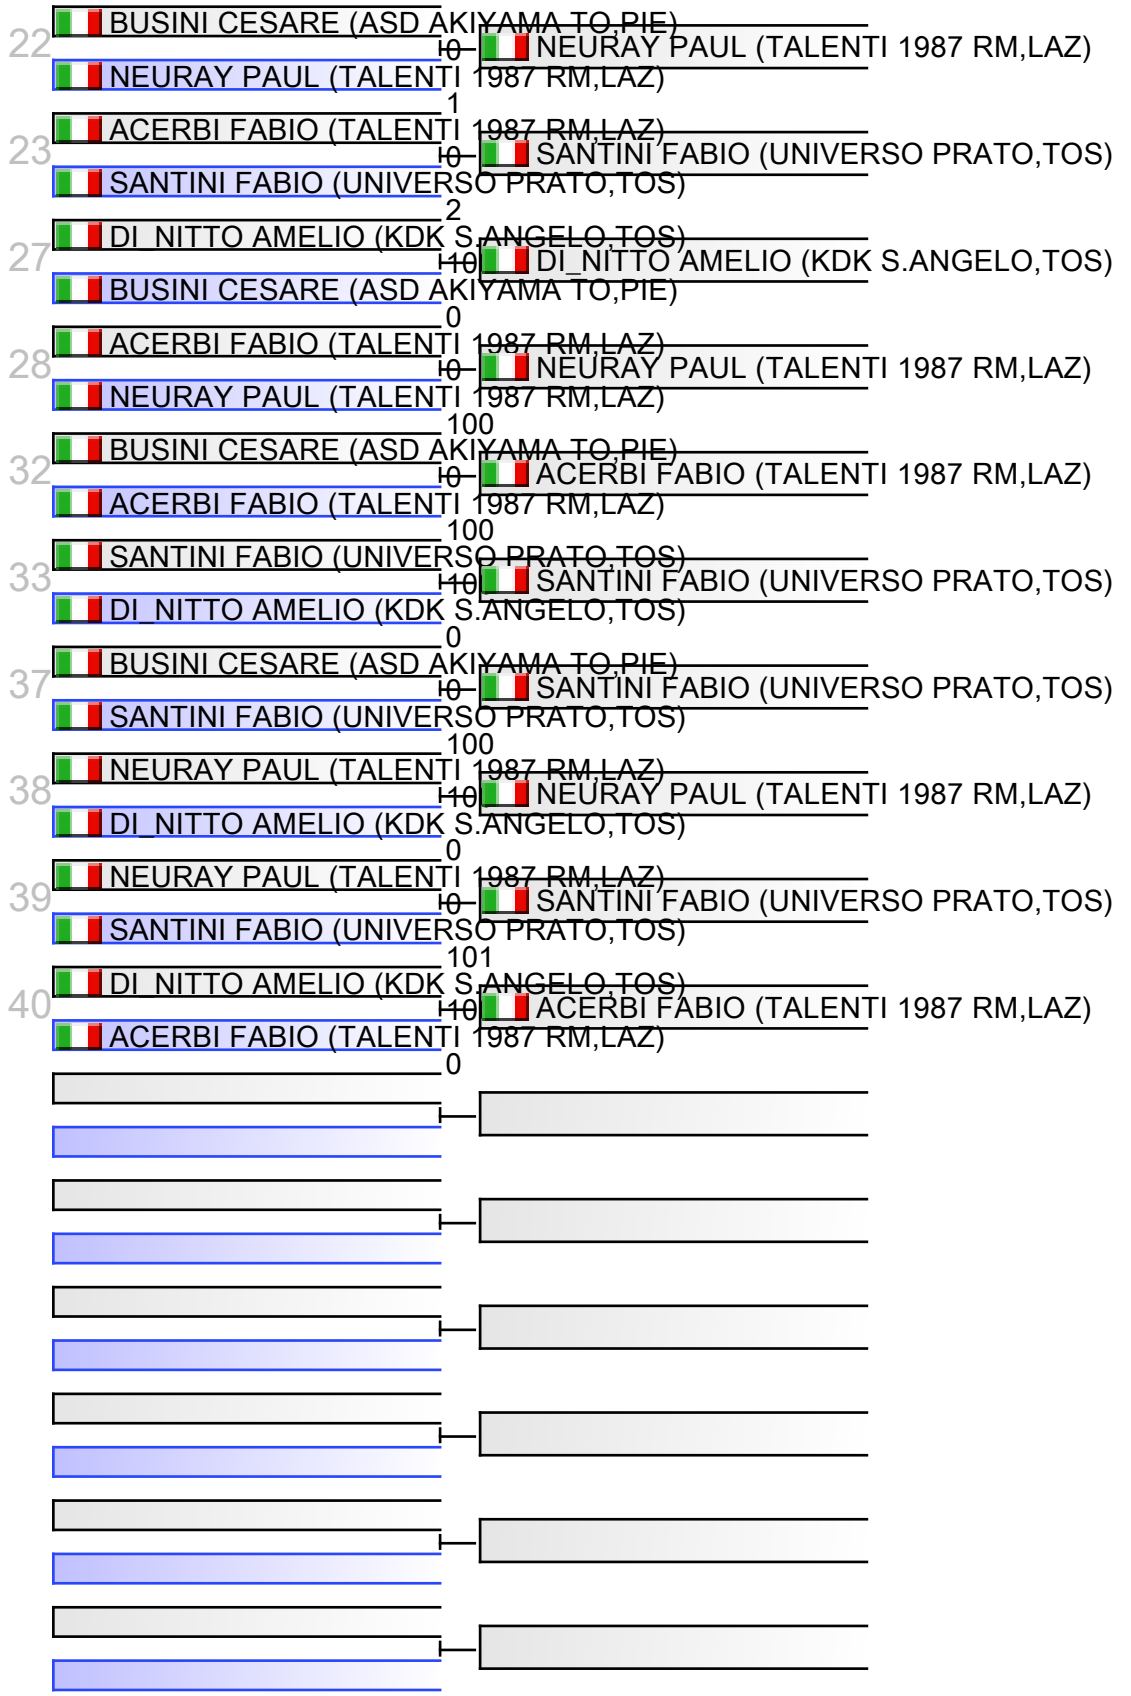 22
BUSINI CESARE (ASD AKIYAMA TO,PIE)
0
NEURAY PAUL (TALENTI 1987 RM,LAZ)
NEURAY PAUL (TALENTI 1987 RM,LAZ)
1
23
ACERBI FABIO (TALENTI 1987 RM,LAZ)
0
SANTINI FABIO (UNIVERSO PRATO,TOS)
SANTINI FABIO (UNIVERSO PRATO,TOS)
2
27
DI_NITTO AMELIO (KDK S.ANGELO,TOS)
10
DI_NITTO AMELIO (KDK S.ANGELO,TOS)
BUSINI CESARE (ASD AKIYAMA TO,PIE)
0
28
ACERBI FABIO (TALENTI 1987 RM,LAZ)
0
NEURAY PAUL (TALENTI 1987 RM,LAZ)
NEURAY PAUL (TALENTI 1987 RM,LAZ)
100
32
BUSINI CESARE (ASD AKIYAMA TO,PIE)
0
ACERBI FABIO (TALENTI 1987 RM,LAZ)
ACERBI FABIO (TALENTI 1987 RM,LAZ)
100
33
SANTINI FABIO (UNIVERSO PRATO,TOS)
10
SANTINI FABIO (UNIVERSO PRATO,TOS)
DI_NITTO AMELIO (KDK S.ANGELO,TOS)
0
37
BUSINI CESARE (ASD AKIYAMA TO,PIE)
0
SANTINI FABIO (UNIVERSO PRATO,TOS)
SANTINI FABIO (UNIVERSO PRATO,TOS)
100
38
NEURAY PAUL (TALENTI 1987 RM,LAZ)
10
NEURAY PAUL (TALENTI 1987 RM,LAZ)
DI_NITTO AMELIO (KDK S.ANGELO,TOS)
0
39
NEURAY PAUL (TALENTI 1987 RM,LAZ)
0
SANTINI FABIO (UNIVERSO PRATO,TOS)
SANTINI FABIO (UNIVERSO PRATO,TOS)
101
40
DI_NITTO AMELIO (KDK S.ANGELO,TOS)
10
ACERBI FABIO (TALENTI 1987 RM,LAZ)
ACERBI FABIO (TALENTI 1987 RM,LAZ)
0